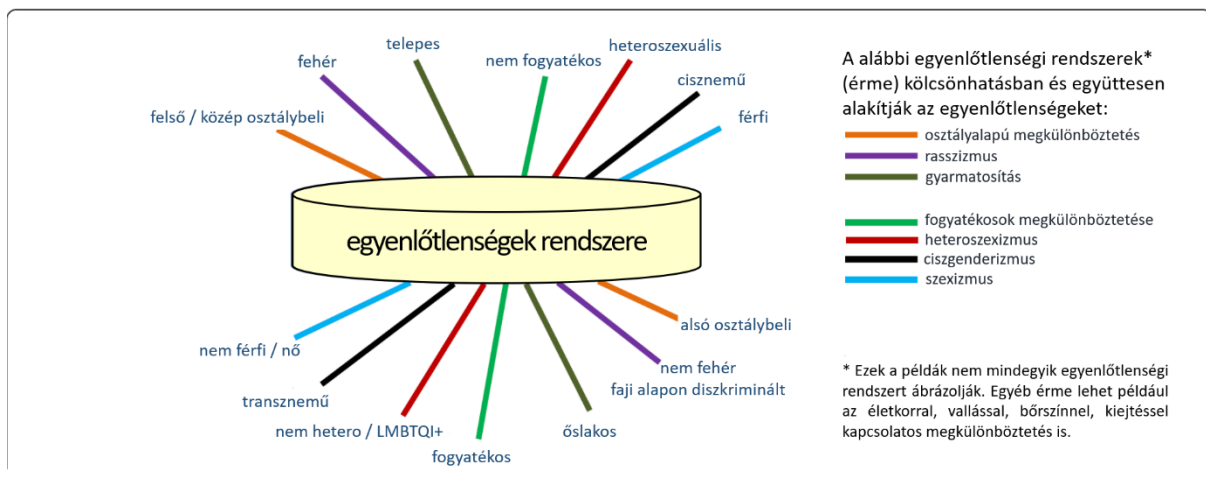 telepes
heteroszexuális
fehér
nem fogyatékos
cisznemű
felső / közép osztálybeli
férfi
egyenlőtlenségek rendszere
nem férfi / nő
alsó osztálybeli
transznemű
nem fehér
faji alapon diszkriminált
nem hetero / LMBTQI+
őslakos
fogyatékos
A alábbi egyenlőtlenségi rendszerek*
(érme) kölcsönhatásban és együttesen
alakítják az egyenlőtlenségeket:
osztályalapú megkülönböztetés
rasszizmus
gyarmatosítás
fogyatékosok megkülönböztetése
heteroszexizmus
ciszgenderizmus
szexizmus
* Ezek a példák nem mindegyik egyenlőtlenségi
rendszert ábrázolják. Egyéb érme lehet például
az életkorral, vallással, bőrszínnel, kiejtéssel
kapcsolatos megkülönböztetés is.